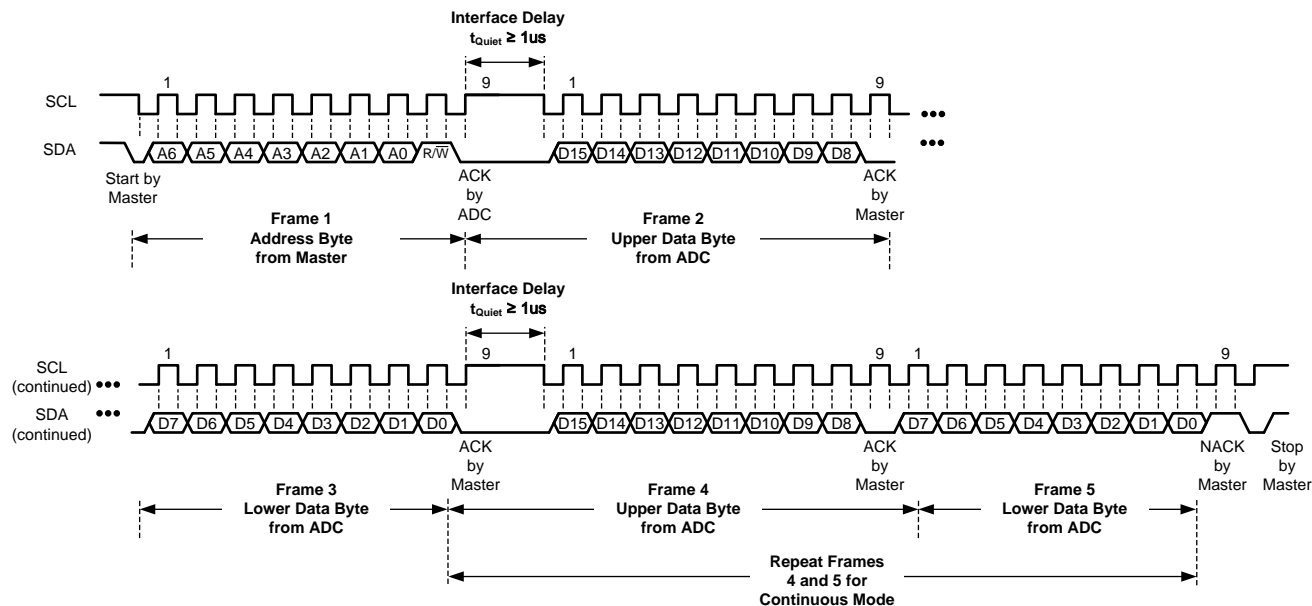 Interface Delay
tQuiet ≥ 1us
1
9
1
9
SCL
SDA
A6 A5 A4 A3 A2 A1 A0 R/W̅ D15 D14 D13 D12 D11 D10 D9 D8
Start by
Master
ACK
by
ADC
ACK
by
Master
Frame 1
Address Byte
from Master
Frame 2
Upper Data Byte
from ADC
Interface Delay
tQuiet ≥ 1us
1
9
1
9
1
9
SCL
(continued)
SDA
(continued)
D7 D6 D5 D4 D3 D2 D1 D0 D15 D14 D13 D12 D11 D10 D9 D8 D7 D6 D5 D4 D3 D2 D1 D0
ACK
by
Master
ACK
by
Master
NACK
by
Master
Stop
by
Master
Frame 3
Lower Data Byte
from ADC
Frame 4
Upper Data Byte
from ADC
Frame 5
Lower Data Byte
from ADC
Repeat Frames
4 and 5 for
Continuous Mode